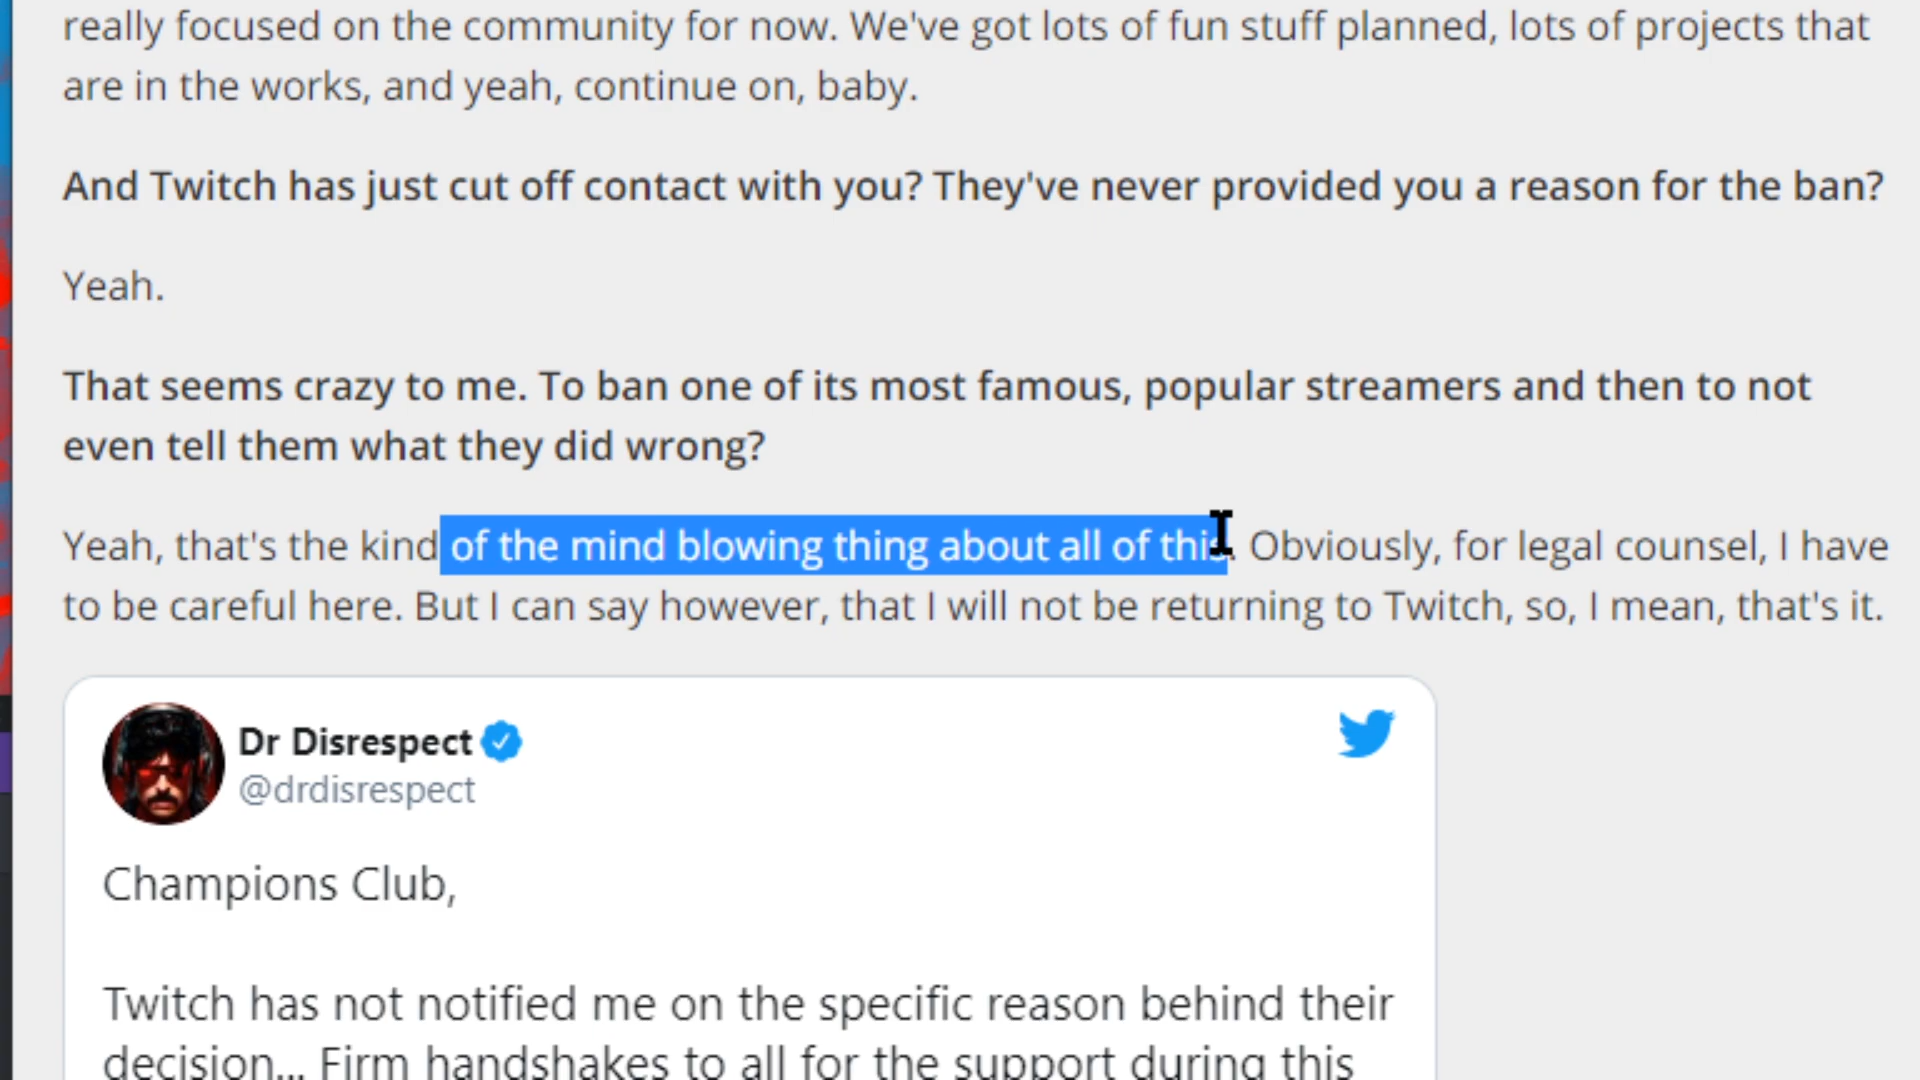 really focused on the community for now. We've got lots of fun stuff planned, lots of projects that
are in the works, and yeah, continue on, baby.
And Twitch has just cut off contact with you? They've never provided you a reason for the ban?
Yeah.
That seems crazy to me. To ban one of its most famous, popular streamers and then to not
even tell them what they did wrong?
Yeah, that's the kind of the mind blowing thing about all of this. Obviously, for legal counsel, I have
to be careful here. But I can say however, that I will not be returning to Twitch, so, I mean, that's it.
Dr Disrespect
@drdisrespect
Champions Club,
Twitch has not notified me on the specific reason behind their
decision... Firm handshakes to all for the support during this